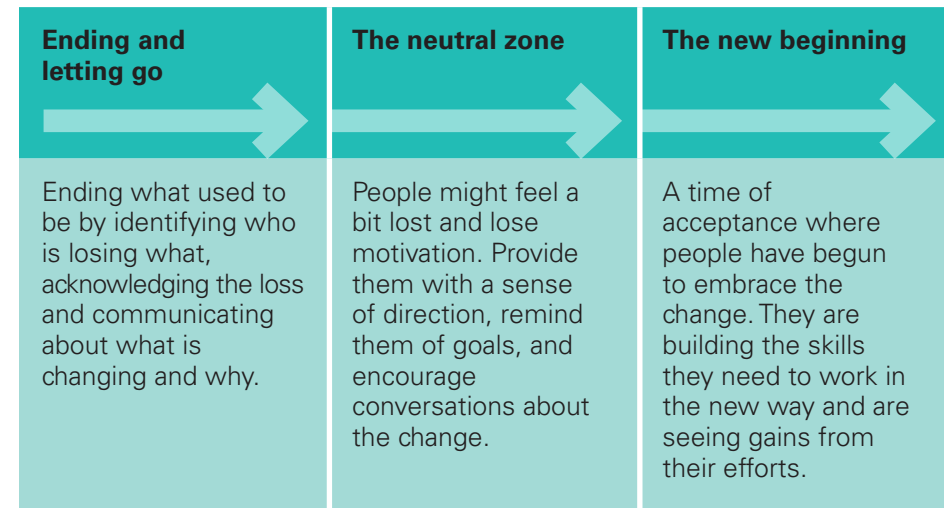 Ending and
letting go
The neutral zone
The new beginning
Ending what used to
be by identifying who
is losing what,
acknowledging the loss
and communicating
about what is
changing and why.
People might feel a
bit lost and lose
motivation. Provide
them with a sense
of direction, remind
them of goals, and
encourage
conversations about
the change.
A time of
acceptance where
people have begun
to embrace the
change. They are
building the skills
they need to work in
the new way and are
seeing gains from
their efforts.